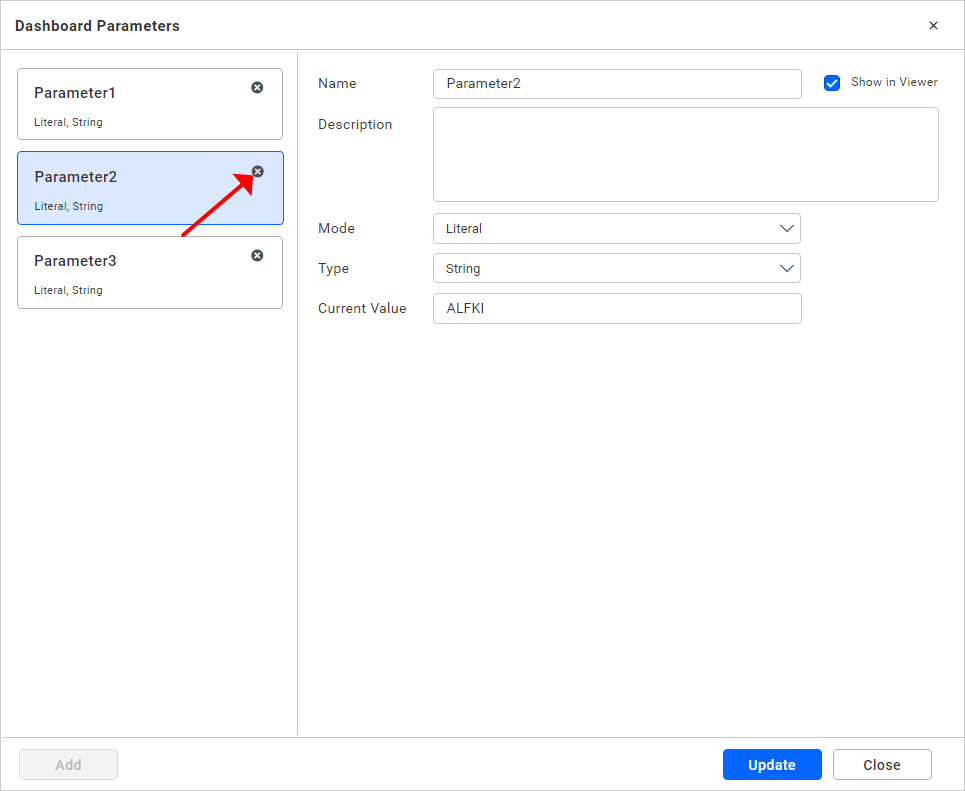 Dashboard Parameters
Parameter1
Literal, String
Parameter2
Literal, String
Parameter3
Literal, String
Name
Parameter2
Show in Viewer
Description
Mode
Literal
Type
String
Current Value
ALFKI
Add
Update
Close